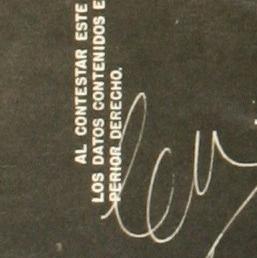 AL CONTESTAR ESTE
LOS DATOS CONTENIDOS E
PERIOR DERECHO.